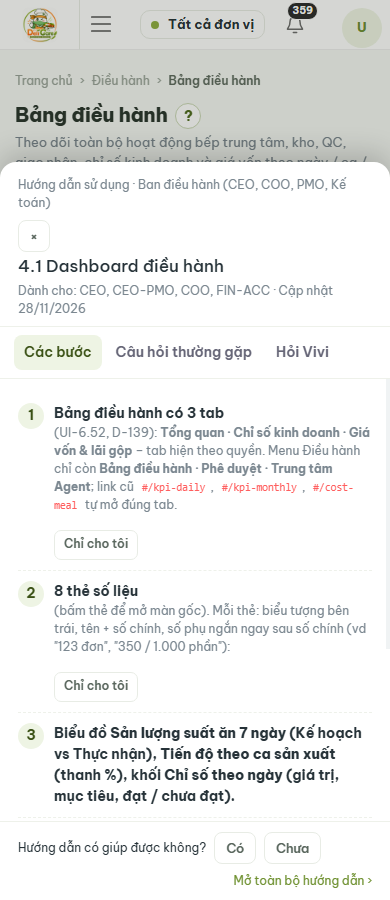 Tất cả đơn vị
359
U
Trang chủ › Điều hành › Bảng điều hành
Bảng điều hành ?
Theo dõi toàn bộ hoạt động bếp trung tâm, kho, QC,
Hướng dẫn sử dụng · Ban điều hành (CEO, COO, PMO, Kế
toán)
×
4.1 Dashboard điều hành
Dành cho: CEO, CEO-PMO, COO, FIN-ACC · Cập nhật
28/11/2026
Các bước
Câu hỏi thường gặp
Hỏi Vivi
1
Bảng điều hành có 3 tab
(UI-6.52, D-139): Tổng quan · Chỉ số kinh doanh · Giá
vốn & lãi gộp – tab hiện theo quyền. Menu Điều hành
chỉ còn Bảng điều hành · Phê duyệt · Trung tâm
Agent; link cũ #/kpi-daily , #/kpi-monthly , #/cost-
meal tự mở đúng tab.
Chỉ cho tôi
2
8 thẻ số liệu
(bấm thẻ để mở màn gốc). Mỗi thẻ: biểu tượng bên
trái, tên + số chính, số phụ ngắn ngay sau số chính (vd
"123 đơn", "350 / 1.000 phần"):
Chỉ cho tôi
3
Biểu đồ Sản lượng suất ăn 7 ngày (Kế hoạch
vs Thực nhận), Tiến độ theo ca sản xuất
(thanh %), khối Chỉ số theo ngày (giá trị,
mục tiêu, đạt / chưa đạt).
Hướng dẫn có giúp được không?
Có
Chưa
Mở toàn bộ hướng dẫn ›